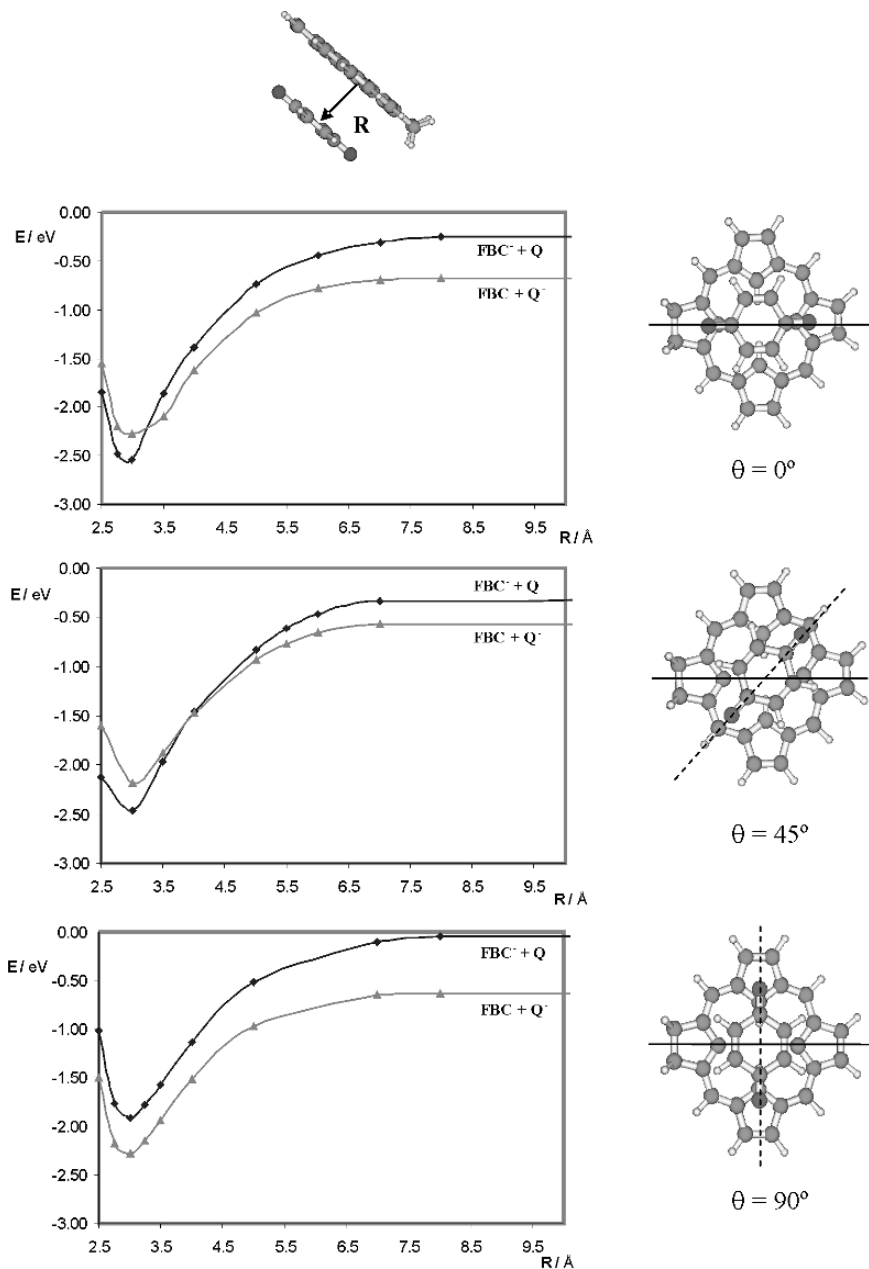 R
0.00
E / eV
-0.50
-1.00
-1.50
-2.00
-2.50
-3.00
FBC⁻ + Q
FBC + Q⁻
2.5 3.5 4.5 5.5 6.5 7.5 8.5 9.5
R / Å
θ = 0º
0.00
E / eV
-0.50
-1.00
-1.50
-2.00
-2.50
-3.00
FBC⁻ + Q
FBC + Q⁻
2.5 3.5 4.5 5.5 6.5 7.5 8.5 9.5
R / Å
θ = 45º
0.00
E / eV
-0.50
-1.00
-1.50
-2.00
-2.50
-3.00
FBC⁻ + Q
FBC + Q⁻
2.5 3.5 4.5 5.5 6.5 7.5 8.5 9.5
R / Å
θ = 90º